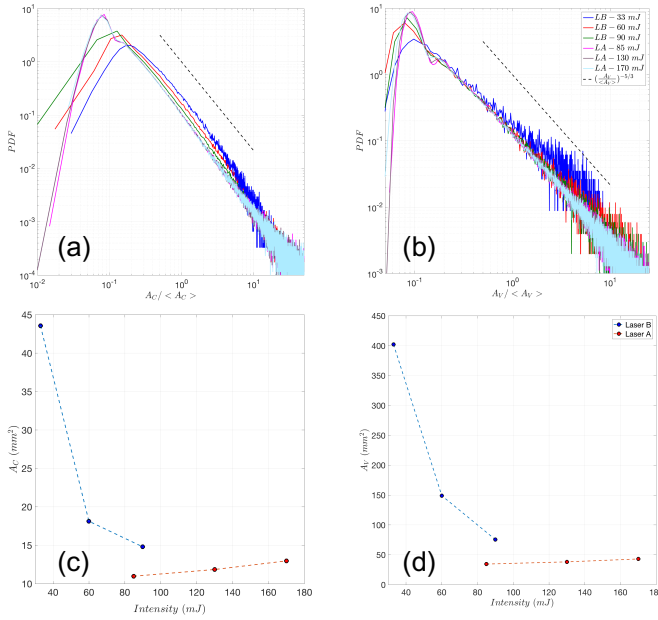 10^1
10^0
10^-1
10^-2
10^-3
10^-4
PDF
(a)
10^-2 10^-1 10^0 10^1
A_C / < A_C >
10^1
10^0
10^-1
10^-2
10^-3
PDF
(b)
10^-1 10^0 10^1
A_V / < A_V >
LB − 33 mJ
LB − 60 mJ
LB − 90 mJ
LA − 85 mJ
LA − 130 mJ
LA − 170 mJ
(A_V/<A_V>)^-5/3
45
40
35
30
25
20
15
10
A_C (mm^2)
(c)
40 60 80 100 120 140 160 180
Intensity (mJ)
450
400
350
300
250
200
150
100
50
0
A_V (mm^2)
(d)
Laser B
Laser A
40 60 80 100 120 140 160 180
Intensity (mJ)